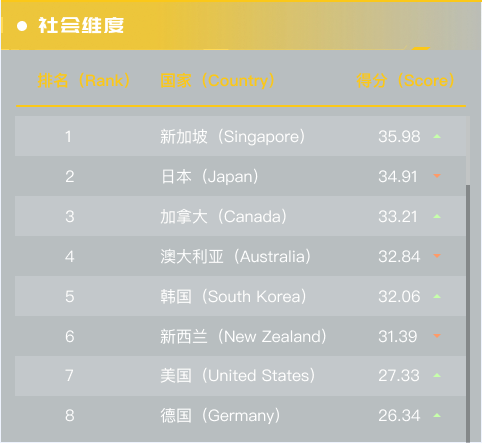 社会维度
排名（Rank） 国家（Country） 得分（Score）
1 新加坡（Singapore） 35.98
2 日本（Japan） 34.91
3 加拿大（Canada） 33.21
4 澳大利亚（Australia） 32.84
5 韩国（South Korea） 32.06
6 新西兰（New Zealand） 31.39
7 美国（United States） 27.33
8 德国（Germany） 26.34